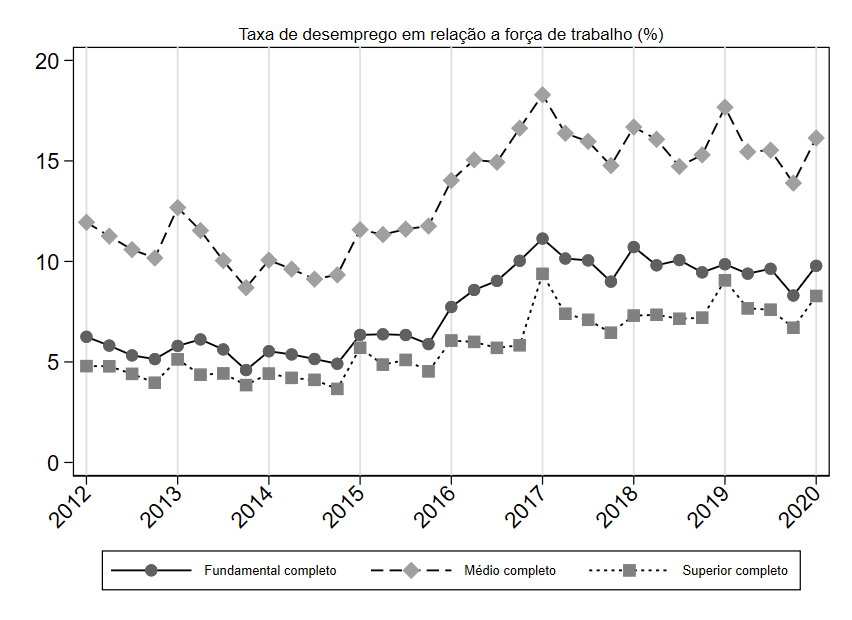 Taxa de desemprego em relação a força de trabalho (%)
20
15
10
5
0
2012 2013 2014 2015 2016 2017 2018 2019 2020
Fundamental completo Médio completo Superior completo